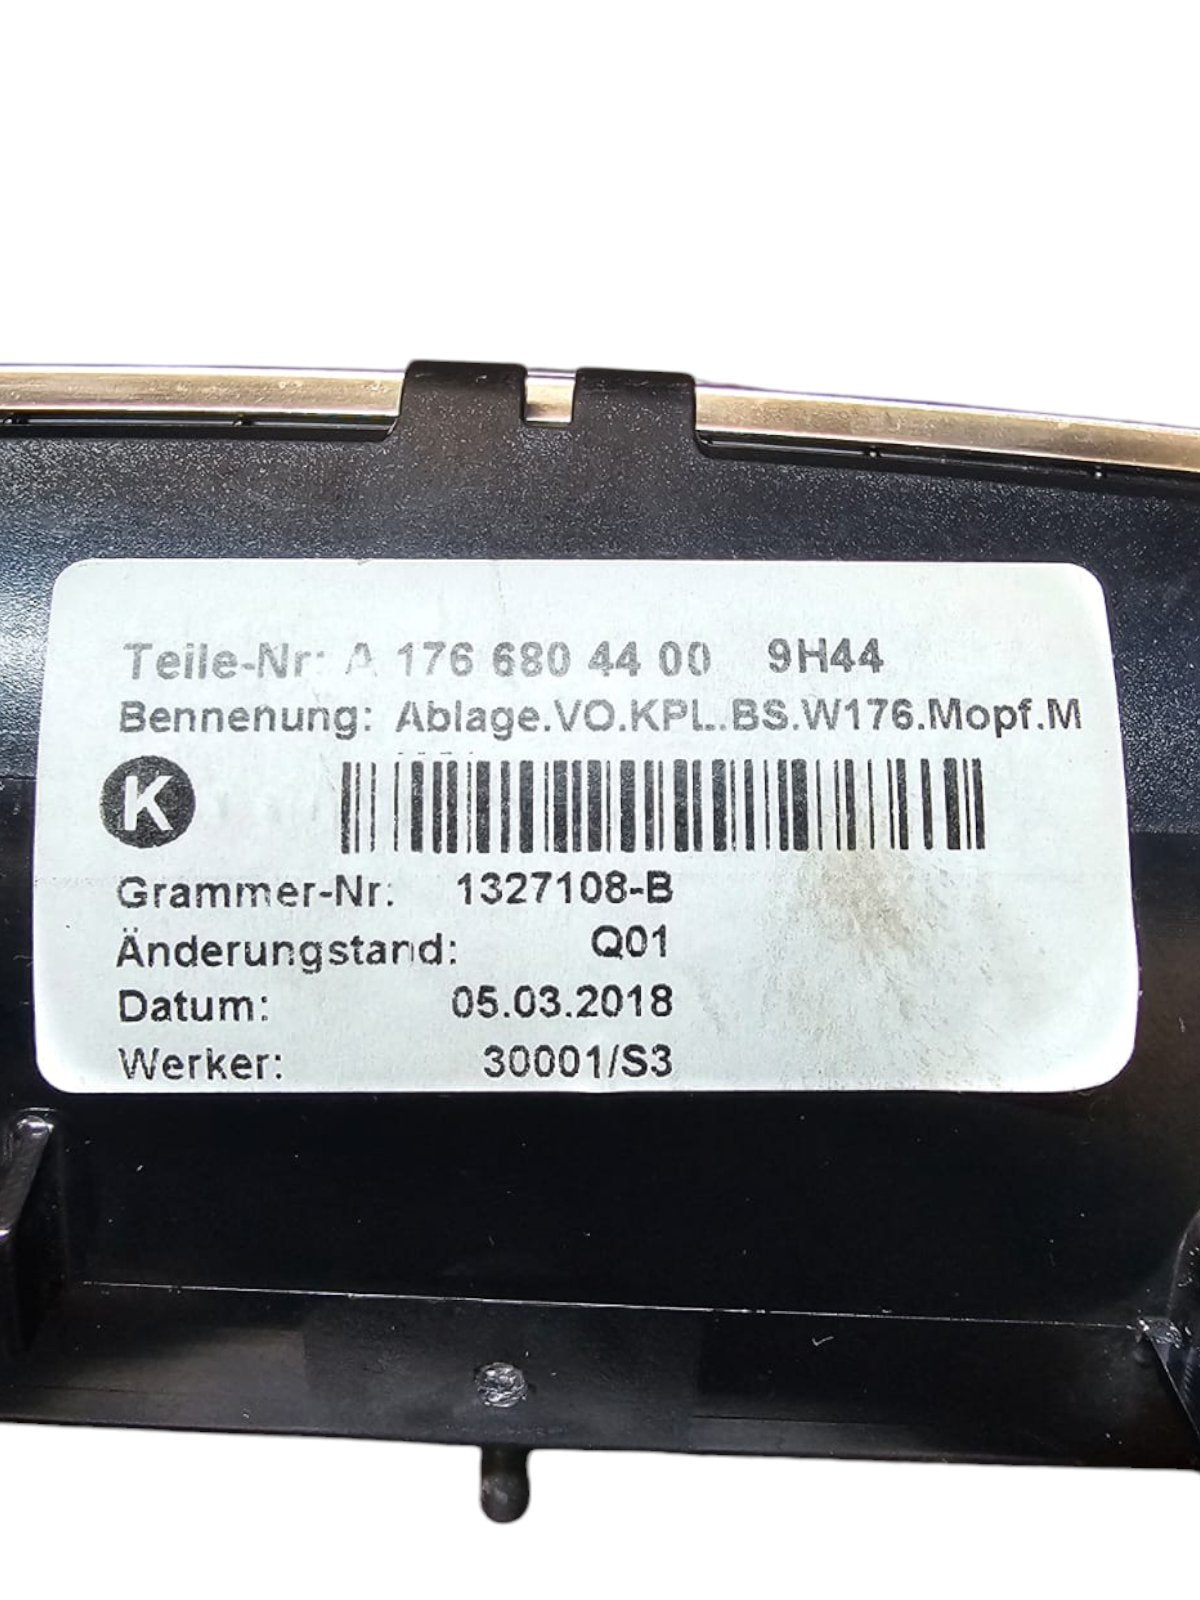 Teile-Nr: A 176 680 44 00 9H44
Bennenung: Ablage.VO.KPL.BS.W176.Mopf.M
K
Grammer-Nr: 1327108-B
Änderungstand: Q01
Datum: 05.03.2018
Werker: 30001/S3